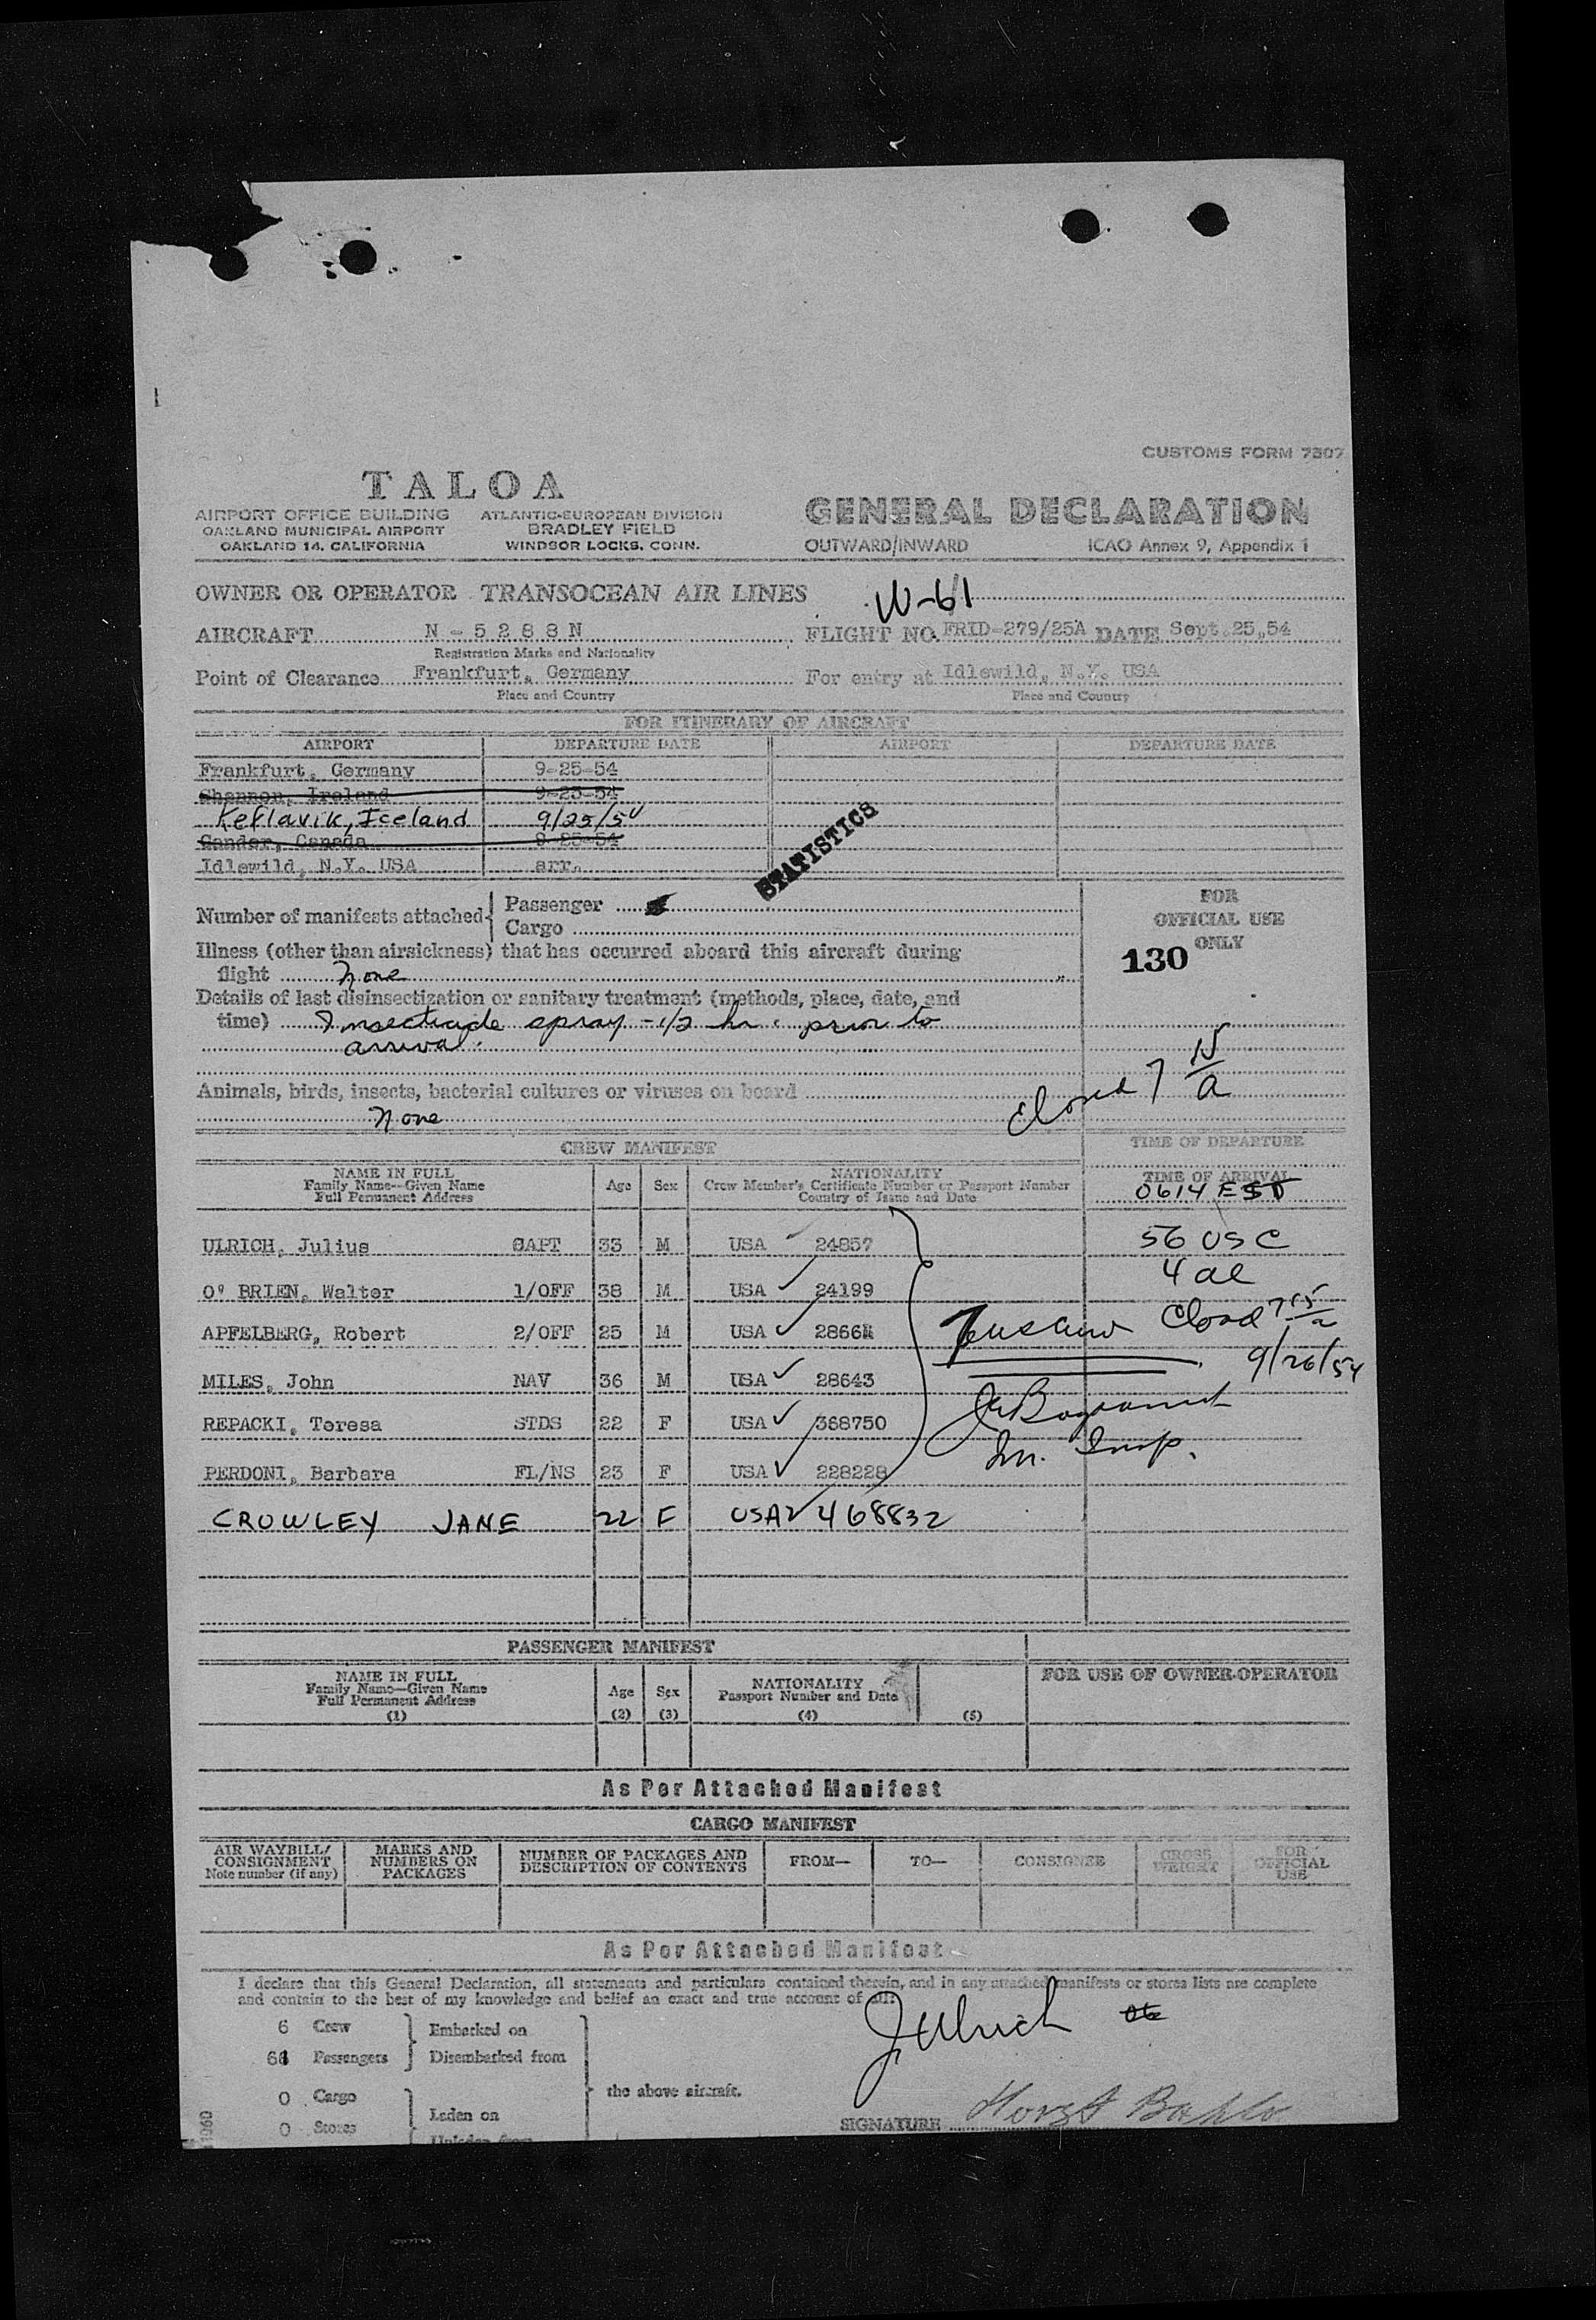 CUSTOMS FORM 7507
TALOA
AIRPORT OFFICE BUILDING
OAKLAND MUNICIPAL AIRPORT
OAKLAND 14, CALIFORNIA
ATLANTIC-EUROPEAN DIVISION
BRADLEY FIELD
WINDSOR LOCKS, CONN.
GENERAL DECLARATION
OUTWARD/INWARD ICAO Annex 9, Appendix 1
OWNER OR OPERATOR TRANSOCEAN AIR LINES W-61
AIRCRAFT N-5288N FLIGHT NO. FRID-279/25A DATE Sept.25,54
Registration Marks and Nationality
Point of Clearance Frankfurt, Germany For entry at Idlewild, N.Y. USA
Place and Country Place and Country
FOR ITINERARY OF AIRCRAFT
AIRPORT DEPARTURE DATE AIRPORT DEPARTURE DATE
Frankfurt, Germany 9-25-54
Shannon, Ireland 9-25-54
Keflavik, Iceland 9/25/54
Gander, Canada 9-25-54
Idlewild, N.Y. USA arr.
STATISTICS
Number of manifests attached Passenger
Cargo
FOR
OFFICIAL USE
ONLY
130
Illness (other than airsickness) that has occurred aboard this aircraft during
flight None
Details of last disinsectization or sanitary treatment (methods, place, date, and
time) Insecticide spray - 1/2 hr. prior to
arrival.
Animals, birds, insects, bacterial cultures or viruses on board
None
Closed 7 15/a
CREW MANIFEST TIME OF DEPARTURE
NAME IN FULL
Family Name—Given Name
Full Permanent Address
Age Sex
NATIONALITY
Crew Member's Certificate Number or Passport Number
Country of Issue and Date
TIME OF ARRIVAL
0614 EST
ULRICH, Julius CAPT 33 M USA 24857 56 USC
4 al
O'BRIEN, Walter 1/OFF 38 M USA 24199
APFELBERG, Robert 2/OFF 25 M USA 2866 Closed 7 15/a
9/26/54
MILES, John NAV 36 M USA 28643
REPACKI, Teresa STDS 22 F USA 368750
Im. Insp.
PERDONI, Barbara FL/NS 23 F USA 228228
CROWLEY JANE 22 F USA 468832
PASSENGER MANIFEST
NAME IN FULL
Family Name—Given Name
Full Permanent Address
(1)
Age
(2)
Sex
(3)
NATIONALITY
Passport Number and Date
(4)
(5)
FOR USE OF OWNER-OPERATOR
As Per Attached Manifest
CARGO MANIFEST
AIR WAYBILL/
CONSIGNMENT
Note number (if any)
MARKS AND
NUMBERS ON
PACKAGES
NUMBER OF PACKAGES AND
DESCRIPTION OF CONTENTS
FROM— TO— CONSIGNEE
GROSS
WEIGHT
FOR
OFFICIAL
USE
As Per Attached Manifest
I declare that this General Declaration, all statements and particulars contained therein, and in any attached manifests or stores lists are complete
and contain to the best of my knowledge and belief an exact and true account of all:
6 Crew Embarked on
J Ulrich
Passengers Disembarked from
the above aircraft.
0 Cargo
Laden on
0 Stores
SIGNATURE Horst Bahlo
Unladen from